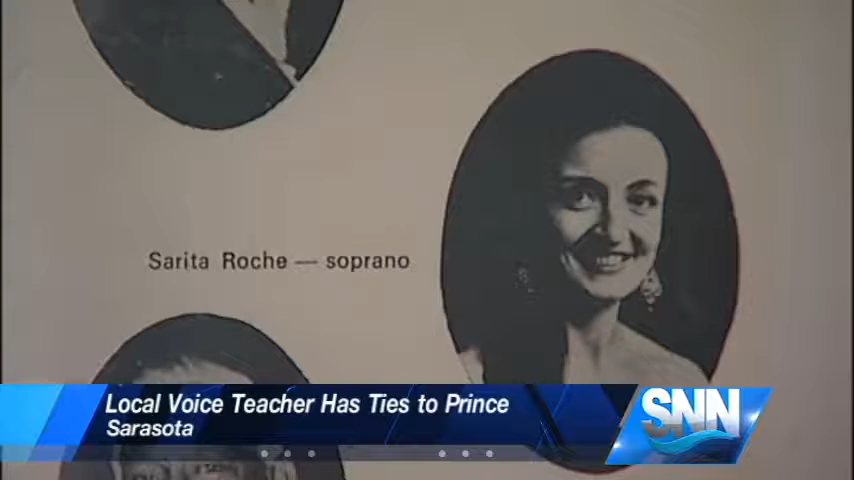 Sarita Roche — soprano
Local Voice Teacher Has Ties to Prince
Sarasota
SNN